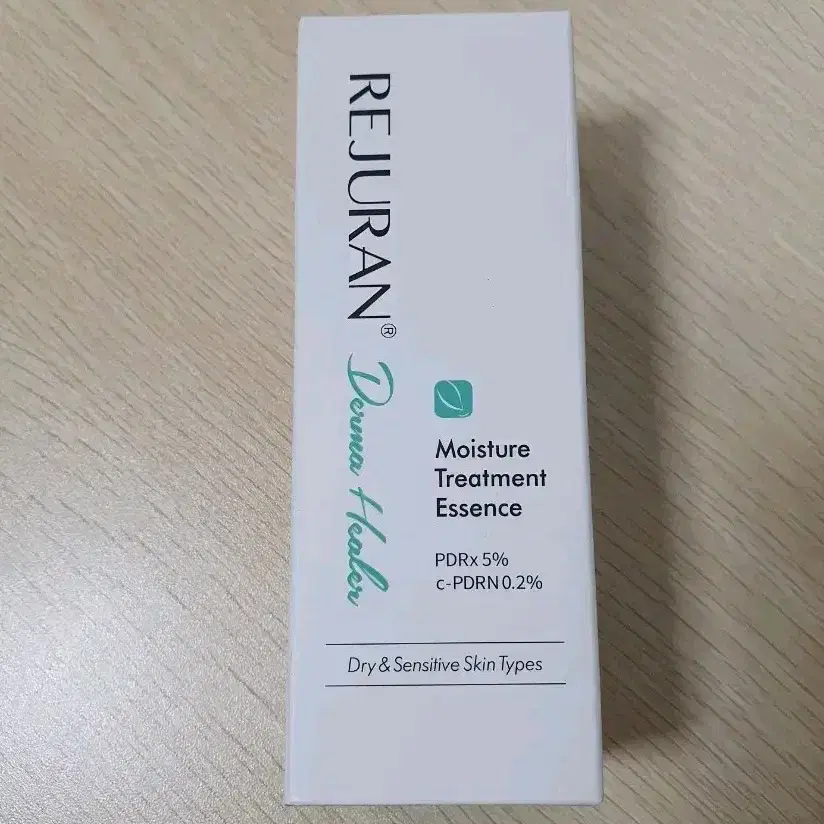 REJURAN®
Derma Healer
Moisture
Treatment
Essence
PDRx 5%
c-PDRN 0.2%
Dry & Sensitive Skin Types